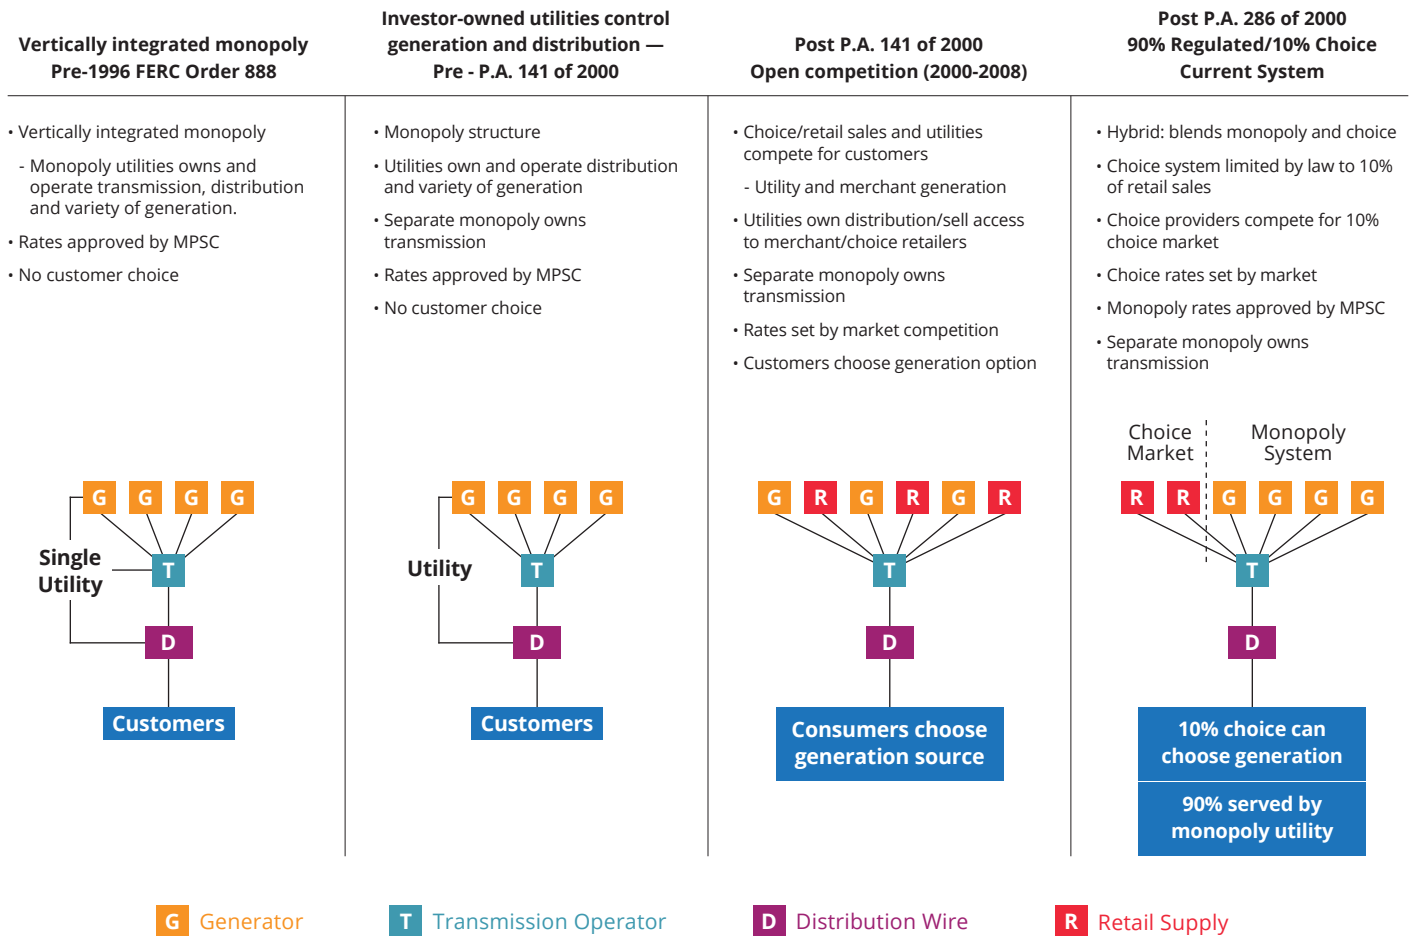 Vertically integrated monopoly
Pre-1996 FERC Order 888
• Vertically integrated monopoly
- Monopoly utilities owns and
operate transmission, distribution
and variety of generation.
• Rates approved by MPSC
• No customer choice
G G G G
Single
Utility
T
D
Customers
Investor-owned utilities control
generation and distribution —
Pre - P.A. 141 of 2000
• Monopoly structure
• Utilities own and operate distribution
and variety of generation
• Separate monopoly owns
transmission
• Rates approved by MPSC
• No customer choice
G G G G
Utility
T
D
Customers
Post P.A. 141 of 2000
Open competition (2000-2008)
• Choice/retail sales and utilities
compete for customers
- Utility and merchant generation
• Utilities own distribution/sell access
to merchant/choice retailers
• Separate monopoly owns
transmission
• Rates set by market competition
• Customers choose generation option
G R G R G R
T
D
Consumers choose
generation source
Post P.A. 286 of 2000
90% Regulated/10% Choice
Current System
• Hybrid: blends monopoly and choice
• Choice system limited by law to 10%
of retail sales
• Choice providers compete for 10%
choice market
• Choice rates set by market
• Monopoly rates approved by MPSC
• Separate monopoly owns
transmission
Choice
Market
Monopoly
System
R R G G G G
T
D
10% choice can
choose generation
90% served by
monopoly utility
G Generator
T Transmission Operator
D Distribution Wire
R Retail Supply